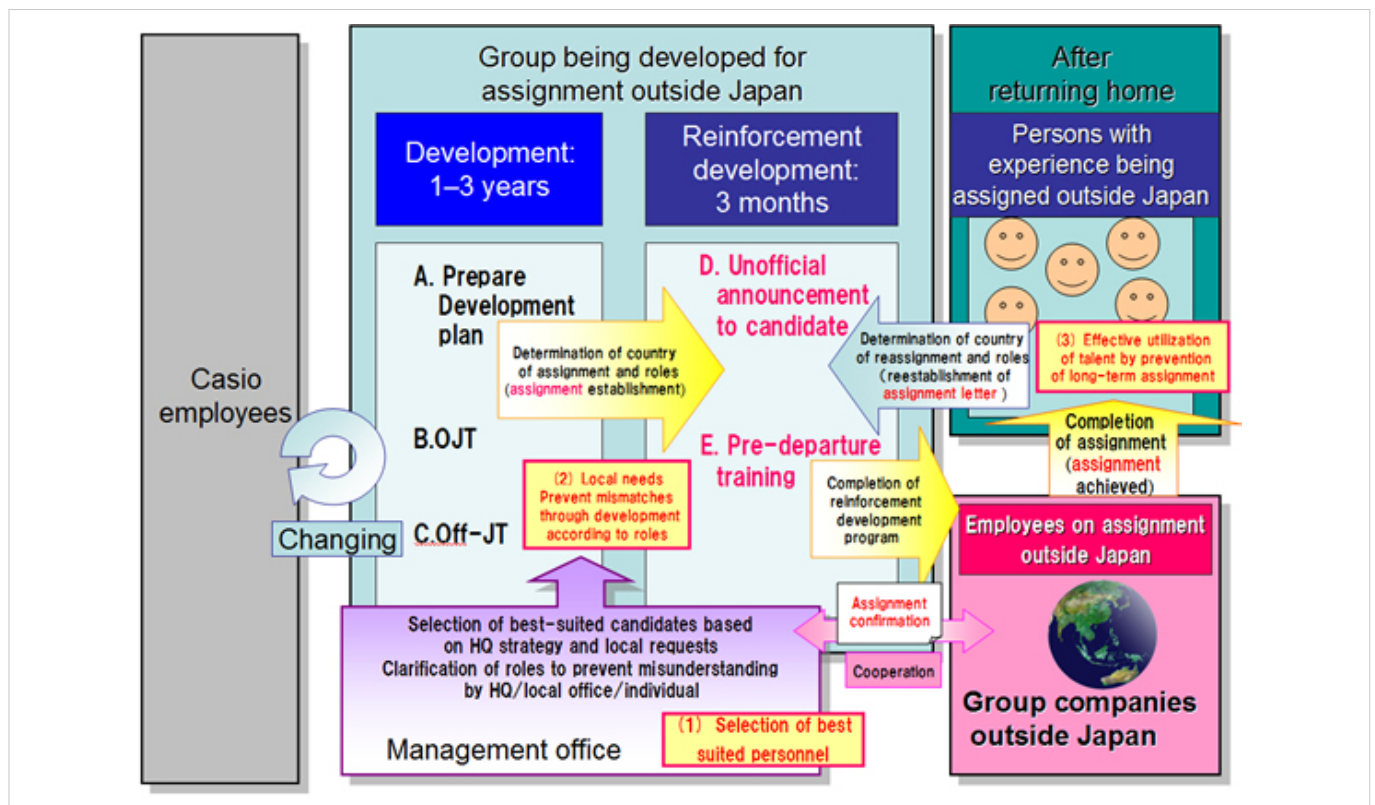 Casio
employees
Changing
Group being developed for
assignment outside Japan
Development:
1–3 years
A. Prepare
Development
plan
Determination of country
of assignment and roles
(assignment establishment)
B.OJT
(2) Local needs
Prevent mismatches
through development
according to roles
C.Off-JT
Reinforcement
development:
3 months
D. Unofficial
announcement
to candidate
E. Pre-departure
training
Completion of
reinforcement
development
program
Selection of best-suited candidates based
on HQ strategy and local requests
Clarification of roles to prevent misunderstanding
by HQ/local office/individual
Management office
(1) Selection of best
suited personnel
Assignment
confirmation
Cooperation
After
returning home
Persons with
experience being
assigned outside Japan
Determination of country
of reassignment and roles
(reestablishment of
assignment letter )
(3) Effective utilization
of talent by prevention
of long-term assignment
Completion
of assignment
(assignment
achieved)
Employees on assignment
outside Japan
Group companies
outside Japan